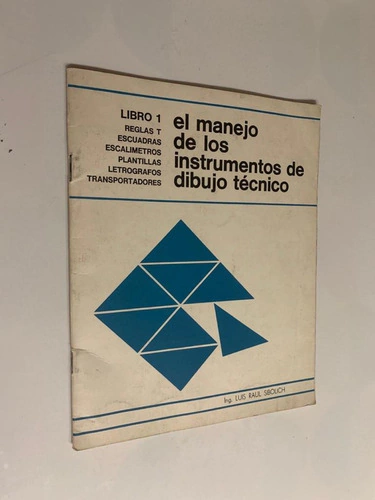 LIBRO 1
REGLAS T
ESCUADRAS
ESCALIMETROS
PLANTILLAS
LETROGRAFOS
TRANSPORTADORES
el manejo
de los
instrumentos de
dibujo técnico
Ing. LUIS RAUL SIBOLICH